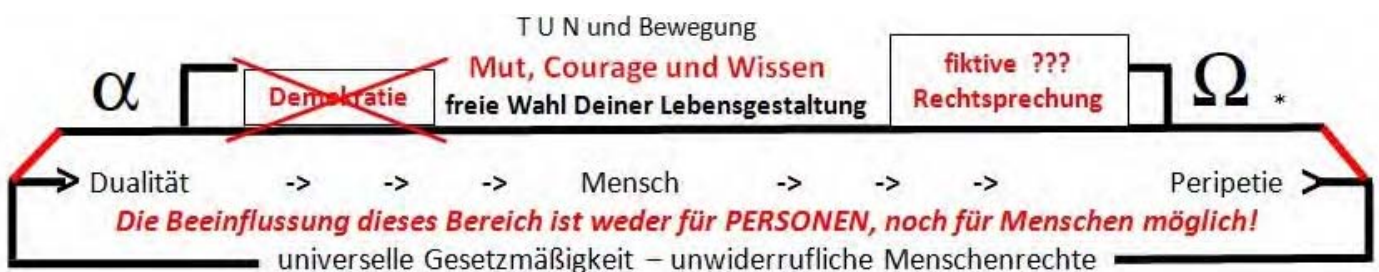 T U N und Bewegung
α Demokratie Mut, Courage und Wissen fiktive ??? Ω *
freie Wahl Deiner Lebensgestaltung Rechtsprechung
-> Dualität -> -> -> Mensch -> -> -> Peripetie >
Die Beeinflussung dieses Bereich ist weder für PERSONEN, noch für Menschen möglich!
universelle Gesetzmäßigkeit – unwiderrufliche Menschenrechte